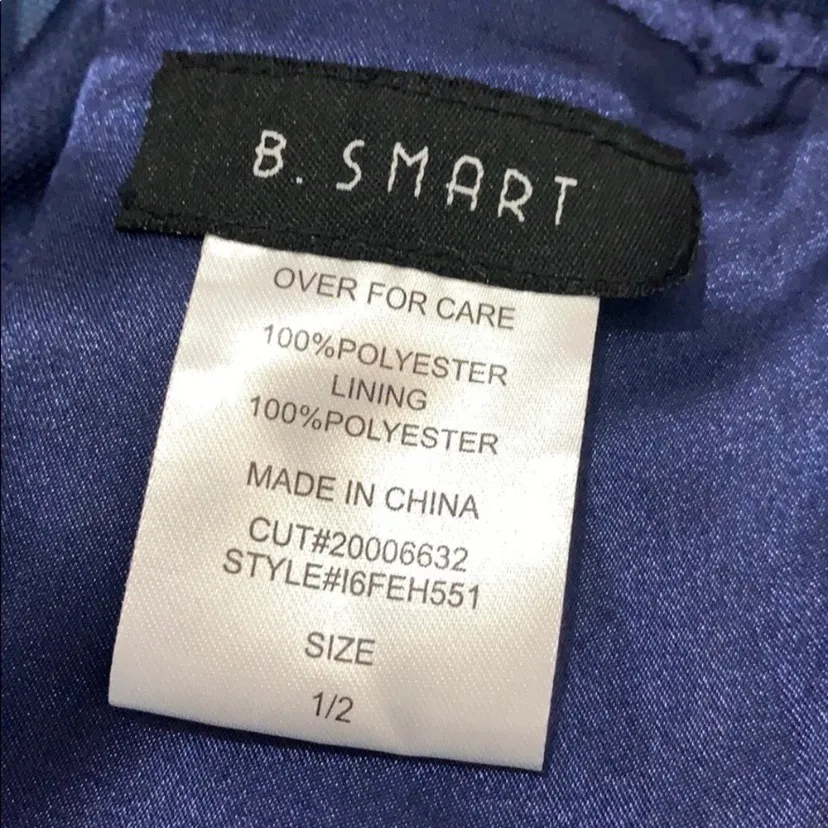 B. SMART
OVER FOR CARE
100%POLYESTER
LINING
100%POLYESTER
MADE IN CHINA
CUT#20006632
STYLE#I6FEH551
SIZE
1/2